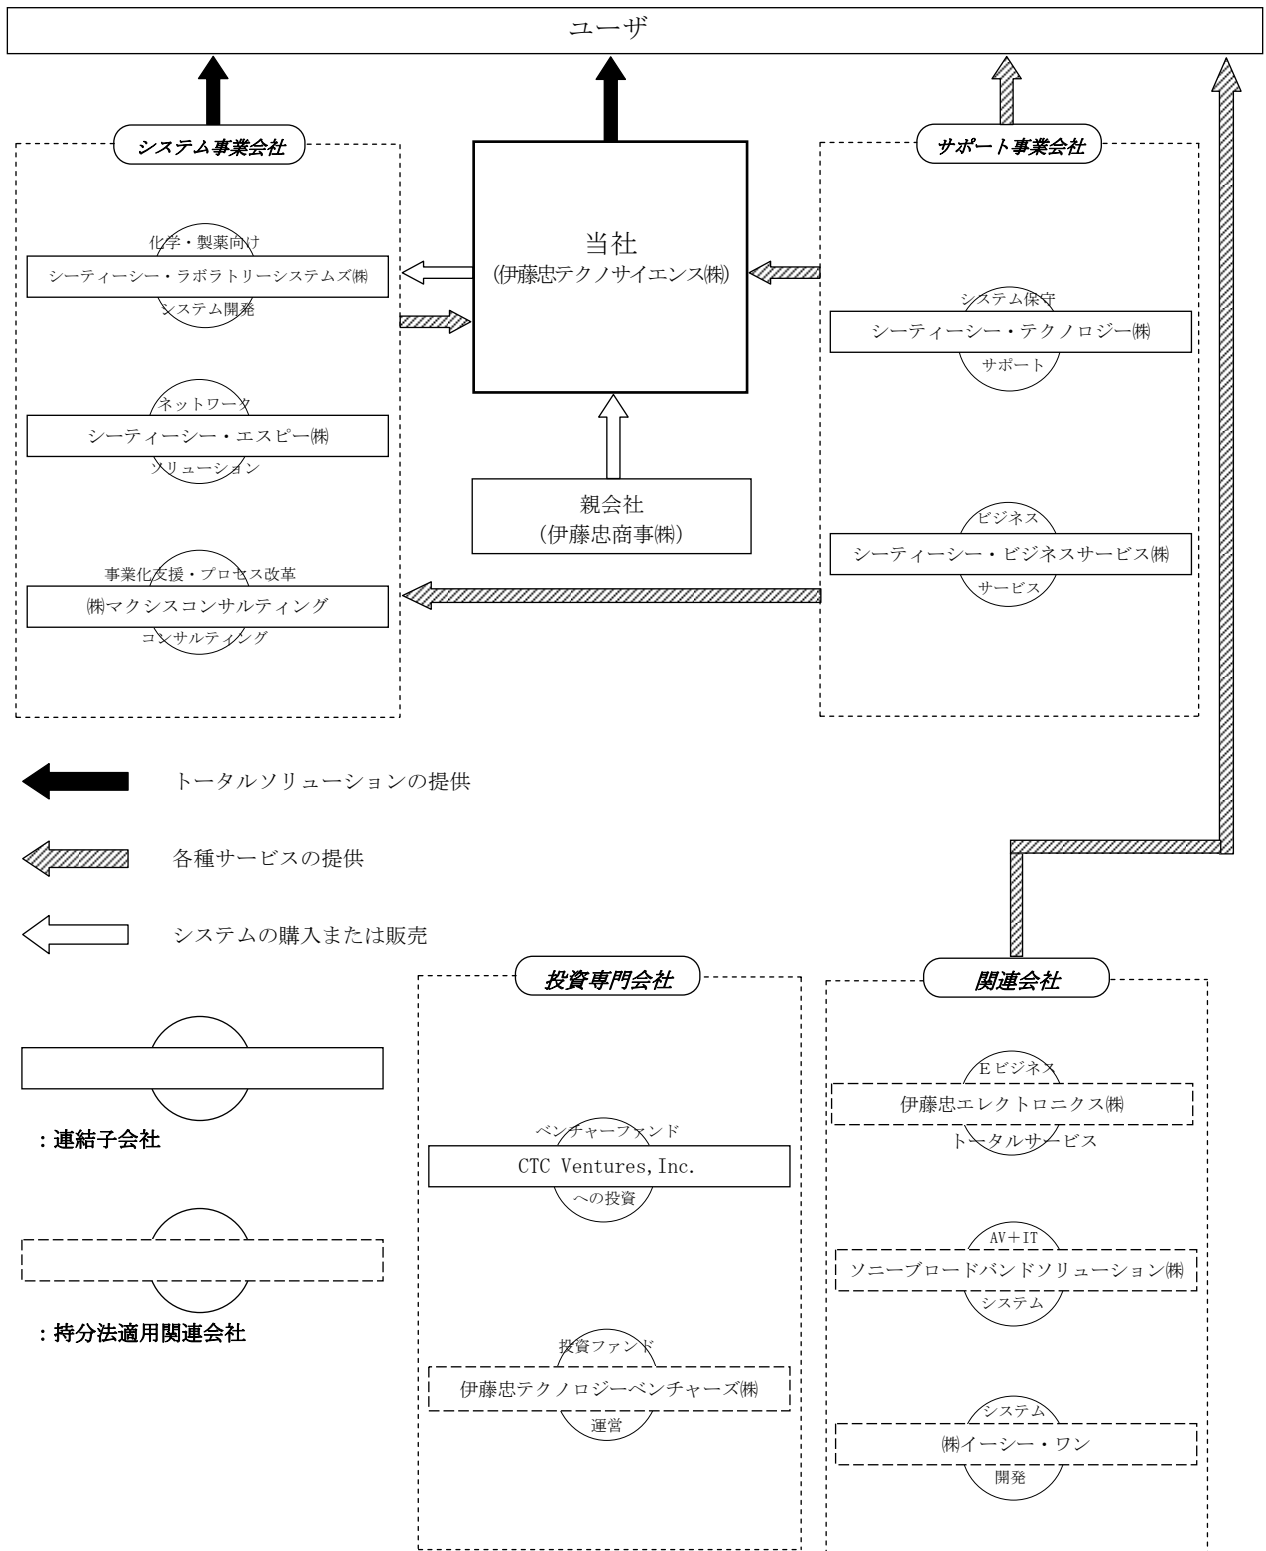 ユーザ
システム事業会社
化学・製薬向け
シーティーシー・ラボラトリーシステムズ㈱
システム開発
ネットワーク
シーティーシー・エスピー㈱
ソリューション
事業化支援・プロセス改革
㈱マクシスコンサルティング
コンサルティング
当社
(伊藤忠テクノサイエンス㈱)
親会社
（伊藤忠商事㈱）
サポート事業会社
システム保守
シーティーシー・テクノロジー㈱
サポート
ビジネス
シーティーシー・ビジネスサービス㈱
サービス
トータルソリューションの提供
各種サービスの提供
システムの購入または販売
：連結子会社
：持分法適用関連会社
投資専門会社
ベンチャーファンド
CTC Ventures,Inc.
への投資
投資ファンド
伊藤忠テクノロジーベンチャーズ㈱
運営
関連会社
Ｅビジネス
伊藤忠エレクトロニクス㈱
トータルサービス
AV＋IT
ソニーブロードバンドソリューション㈱
システム
システム
㈱イーシー・ワン
開発